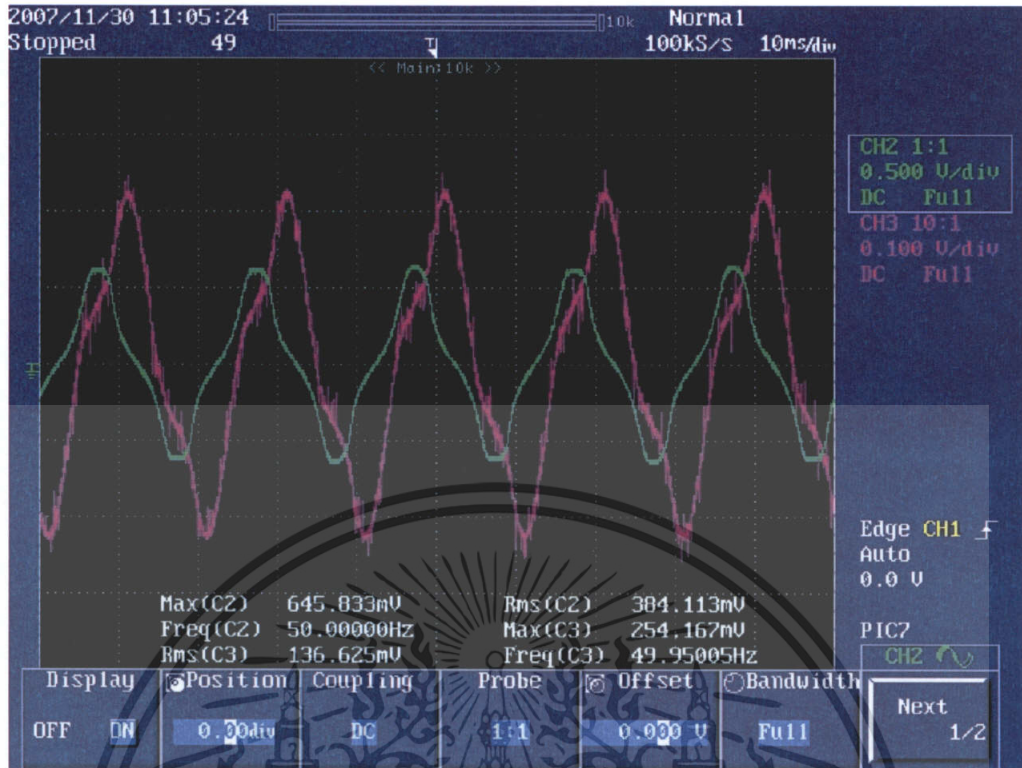 2007/11/30 11:05:24 10k Normal
Stopped 49 T 100kS/s 10ms/div
<< Main:10k >>
CH2 1:1
0.500 V/div
DC Full
CH3 10:1
0.100 V/div
DC Full
Edge CH1
Auto
0.0 V
Max(C2) 645.833mV Rms(C2) 384.113mV
Freq(C2) 50.00000Hz Max(C3) 254.167mV
Rms(C3) 136.625mV Freq(C3) 49.95005Hz
PIC7
CH2
Display Position Coupling Probe Offset Bandwidth
OFF ON 0.00div DC 1:1 0.000 V Full
Next
1/2